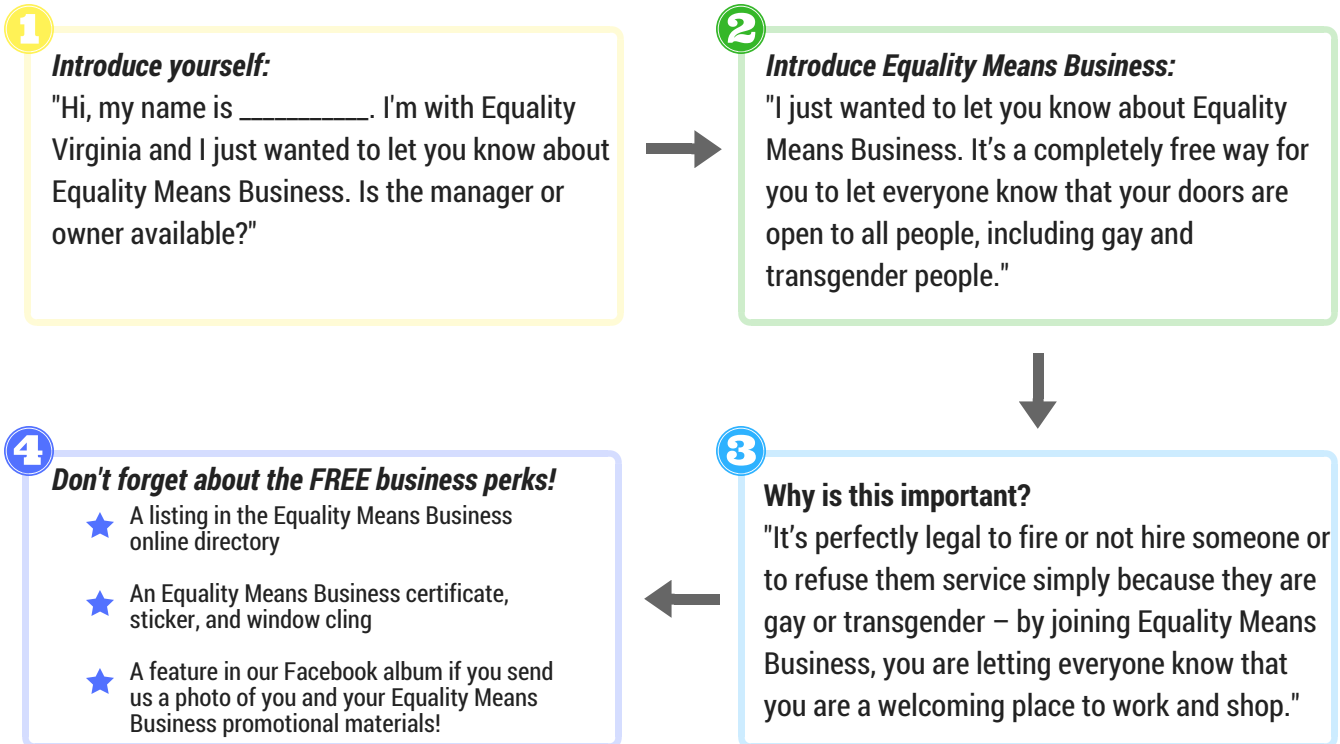 1
Introduce yourself:
"Hi, my name is ___________. I'm with Equality
Virginia and I just wanted to let you know about
Equality Means Business. Is the manager or
owner available?"
2
Introduce Equality Means Business:
"I just wanted to let you know about Equality
Means Business. It’s a completely free way for
you to let everyone know that your doors are
open to all people, including gay and
transgender people."
3
Why is this important?
"It’s perfectly legal to fire or not hire someone or
to refuse them service simply because they are
gay or transgender – by joining Equality Means
Business, you are letting everyone know that
you are a welcoming place to work and shop."
4
Don't forget about the FREE business perks!
A listing in the Equality Means Business
online directory
An Equality Means Business certificate,
sticker, and window cling
A feature in our Facebook album if you send
us a photo of you and your Equality Means
Business promotional materials!